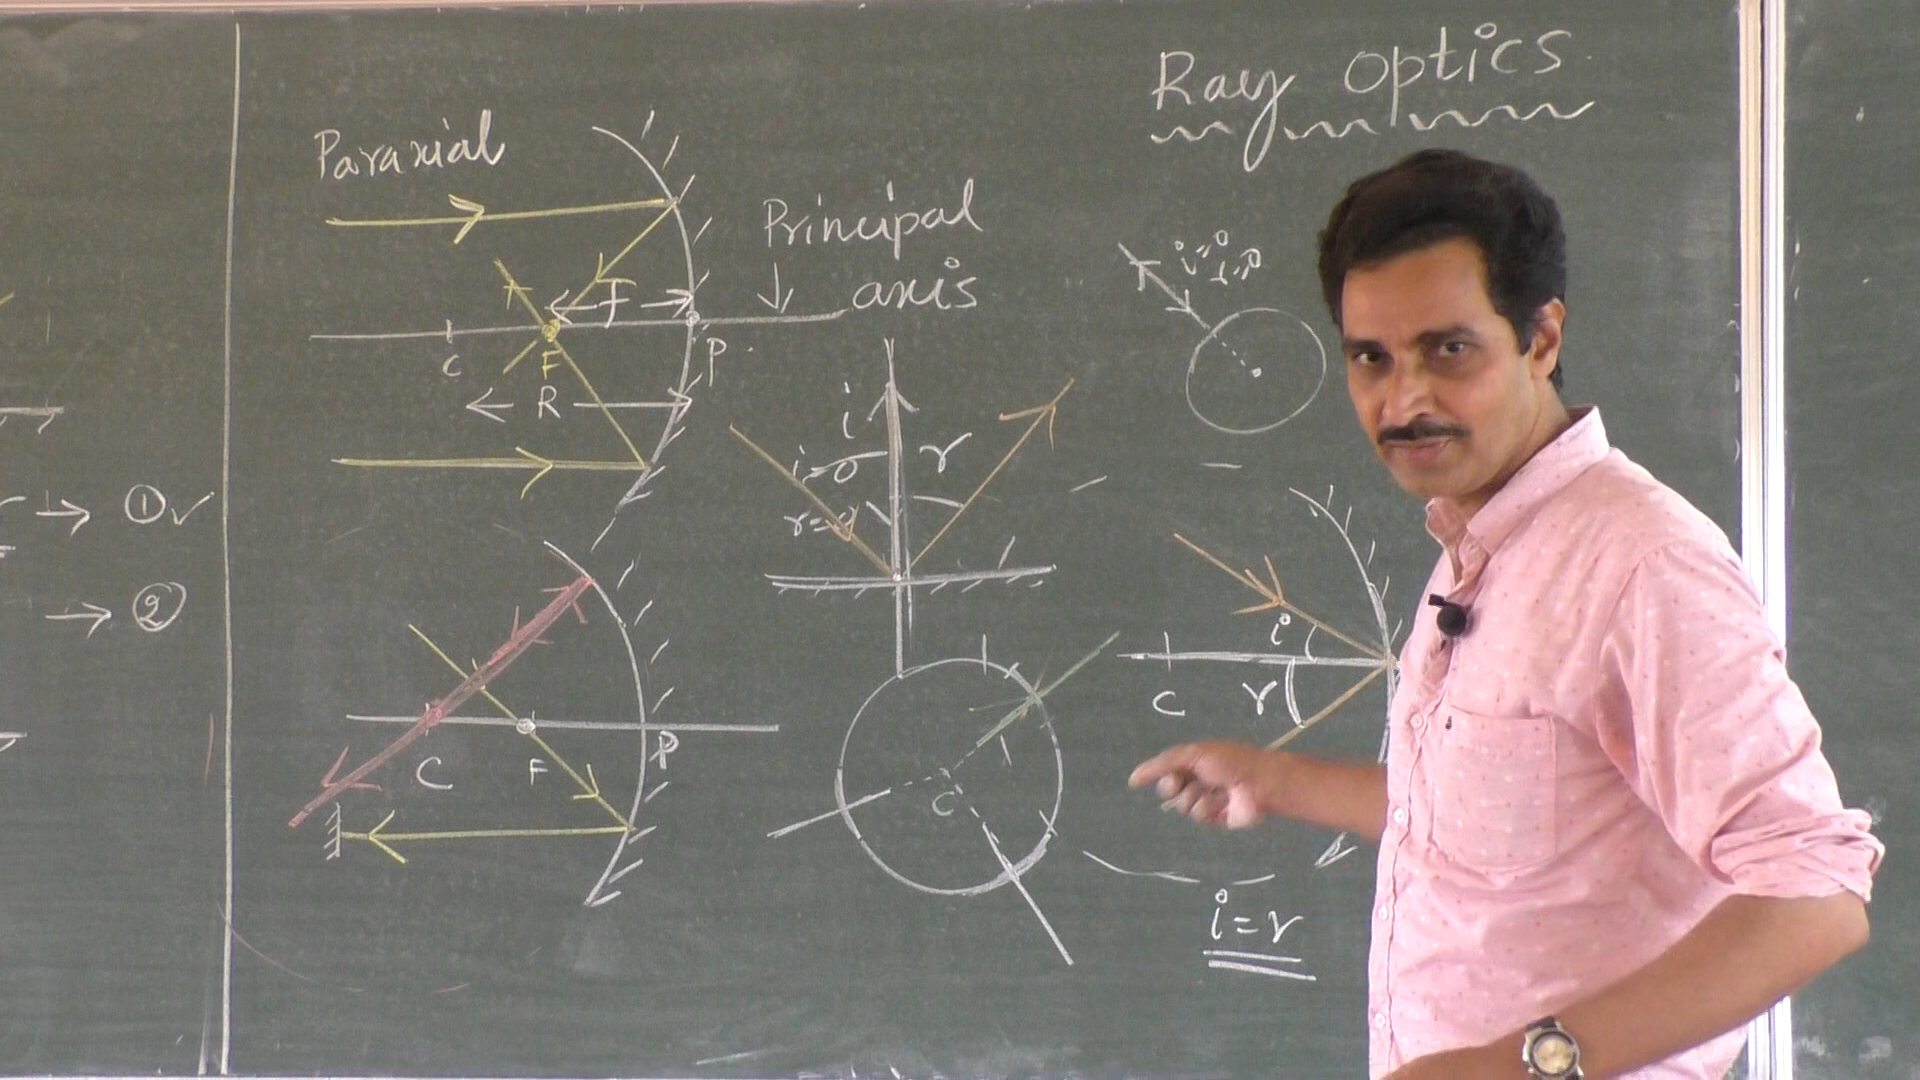 Ray optics
Paraxial
Principal
axis
f
C
F
P
R
i=0
r=0
i
r
i=0
r=0
→ ①✓
→ ②
C
F
P
C
i
C
r
i=r